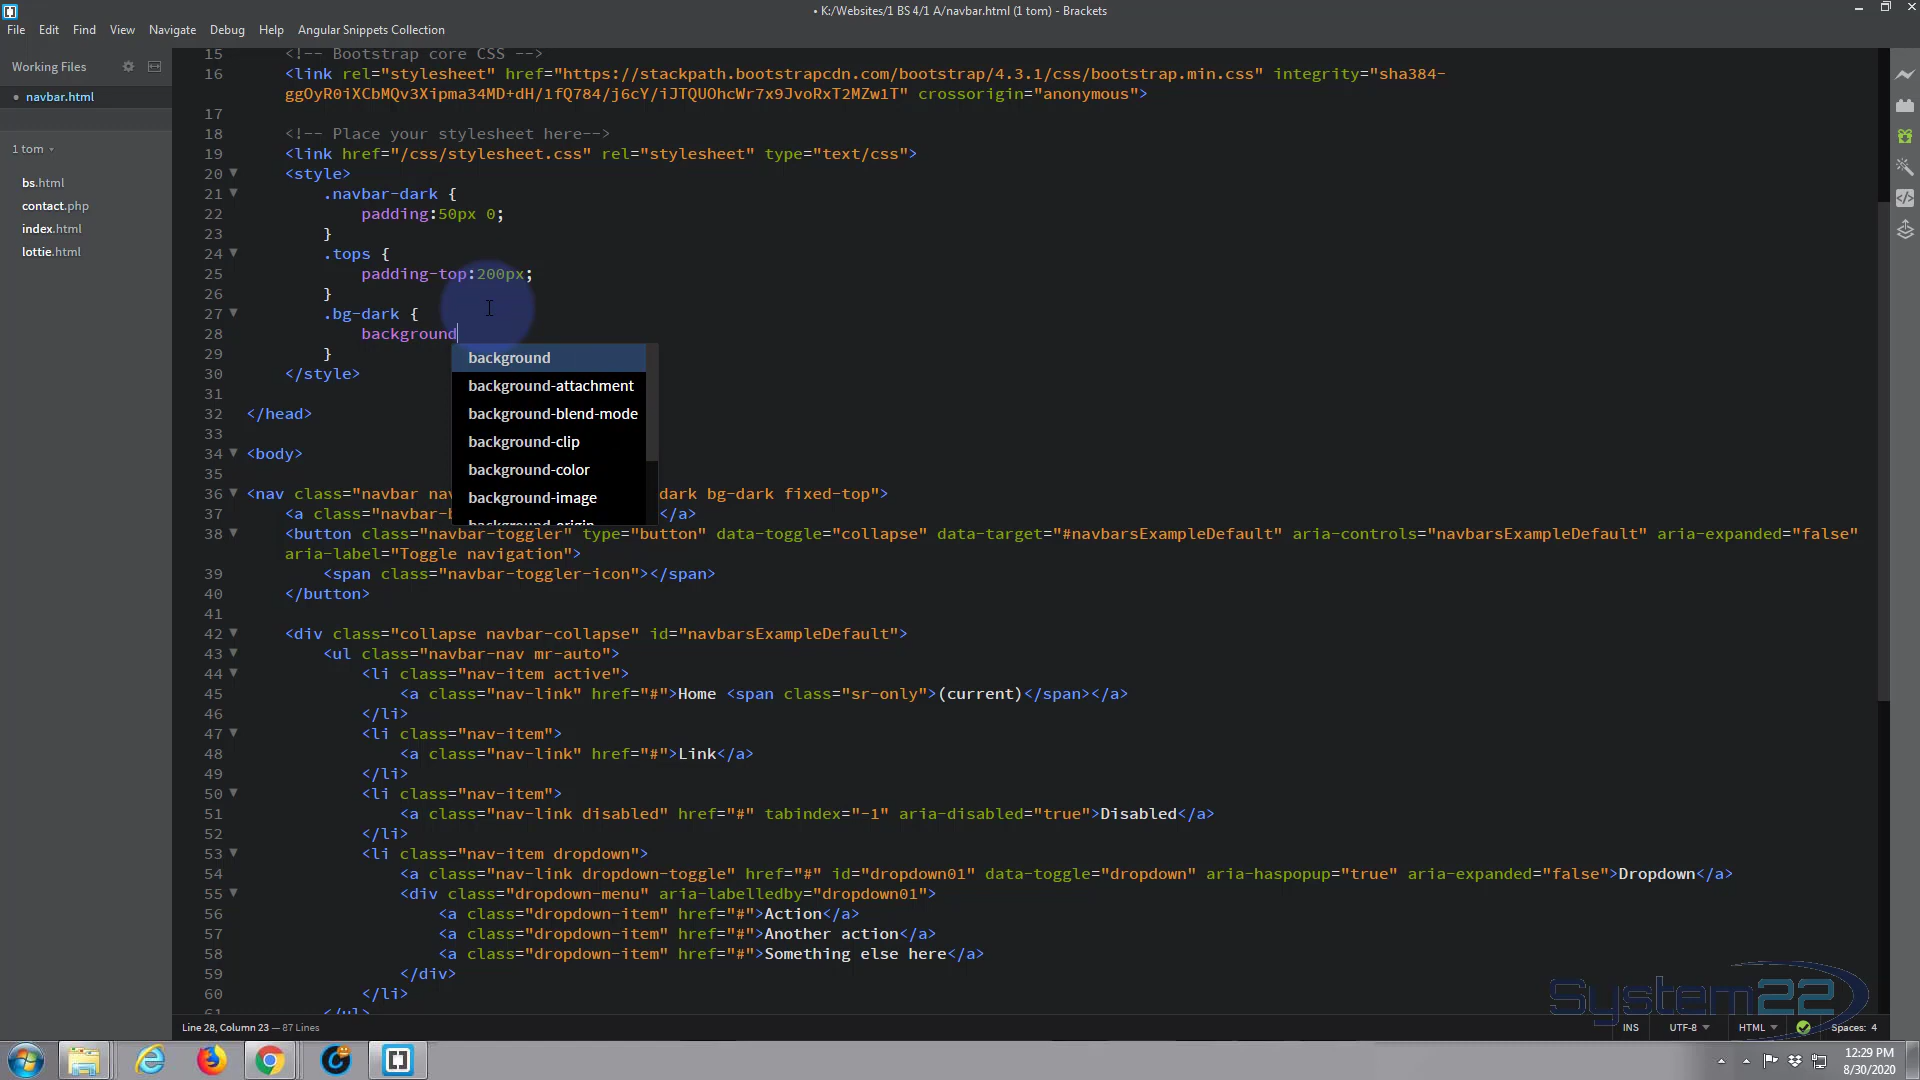 • K:/Websites/1 BS 4/1 A/navbar.html (1 tom) - Brackets
File Edit Find View Navigate Debug Help Angular Snippets Collection
Working Files
• navbar.html
1 tom
bs.html
contact.php
index.html
lottie.html
15 <!-- Bootstrap core CSS -->
16 <link rel="stylesheet" href="https://stackpath.bootstrapcdn.com/bootstrap/4.3.1/css/bootstrap.min.css" integrity="sha384-
ggOyR0iXCbMQv3Xipma34MD+dH/1fQ784/j6cY/iJTQUOhcWr7x9JvoRxT2MZw1T" crossorigin="anonymous">
17
18 <!-- Place your stylesheet here-->
19 <link href="/css/stylesheet.css" rel="stylesheet" type="text/css">
20 <style>
21 .navbar-dark {
22 padding:50px 0;
23 }
24 .tops {
25 padding-top:200px;
26 }
27 .bg-dark {
28 background
29 }
30 </style>
31
32 </head>
33
34 <body>
35
36 <nav class="navbar nav dark bg-dark fixed-top">
37 <a class="navbar-b </a>
38 <button class="navbar-toggler" type="button" data-toggle="collapse" data-target="#navbarsExampleDefault" aria-controls="navbarsExampleDefault" aria-expanded="false"
aria-label="Toggle navigation">
39 <span class="navbar-toggler-icon"></span>
40 </button>
41
42 <div class="collapse navbar-collapse" id="navbarsExampleDefault">
43 <ul class="navbar-nav mr-auto">
44 <li class="nav-item active">
45 <a class="nav-link" href="#">Home <span class="sr-only">(current)</span></a>
46 </li>
47 <li class="nav-item">
48 <a class="nav-link" href="#">Link</a>
49 </li>
50 <li class="nav-item">
51 <a class="nav-link disabled" href="#" tabindex="-1" aria-disabled="true">Disabled</a>
52 </li>
53 <li class="nav-item dropdown">
54 <a class="nav-link dropdown-toggle" href="#" id="dropdown01" data-toggle="dropdown" aria-haspopup="true" aria-expanded="false">Dropdown</a>
55 <div class="dropdown-menu" aria-labelledby="dropdown01">
56 <a class="dropdown-item" href="#">Action</a>
57 <a class="dropdown-item" href="#">Another action</a>
58 <a class="dropdown-item" href="#">Something else here</a>
59 </div>
60 </li>
61 </ul>
background
background-attachment
background-blend-mode
background-clip
background-color
background-image
background-origin
System22
Line 28, Column 23 — 87 Lines
INS UTF-8 HTML Spaces: 4
12:29 PM
8/30/2020